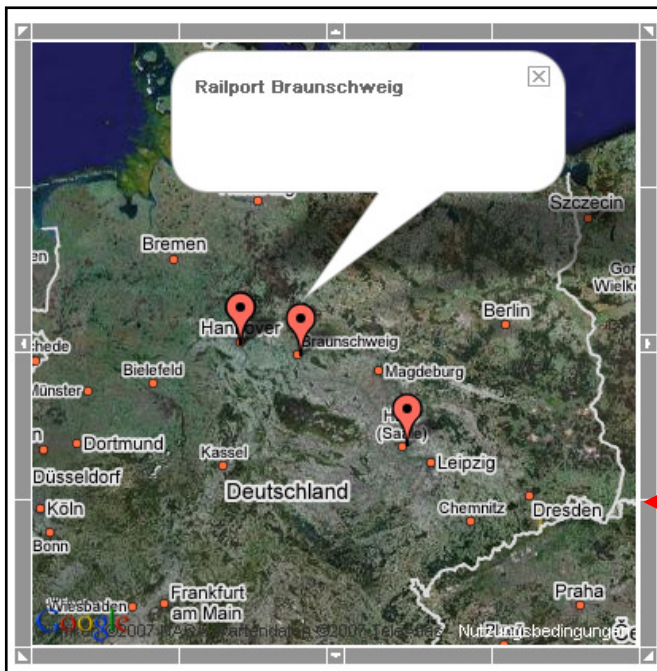 Railport Braunschweig
Szczecin
Bremen
Berlin
Hannover
Braunschweig
Bielefeld
Magdeburg
Münster
(Saale)
Dortmund
Kassel
Leipzig
Düsseldorf
Deutschland
Köln
Chemnitz
Dresden
Bonn
Frankfurt
am Main
Praha
Wiesbaden
Google
Nutzungsbedingungen